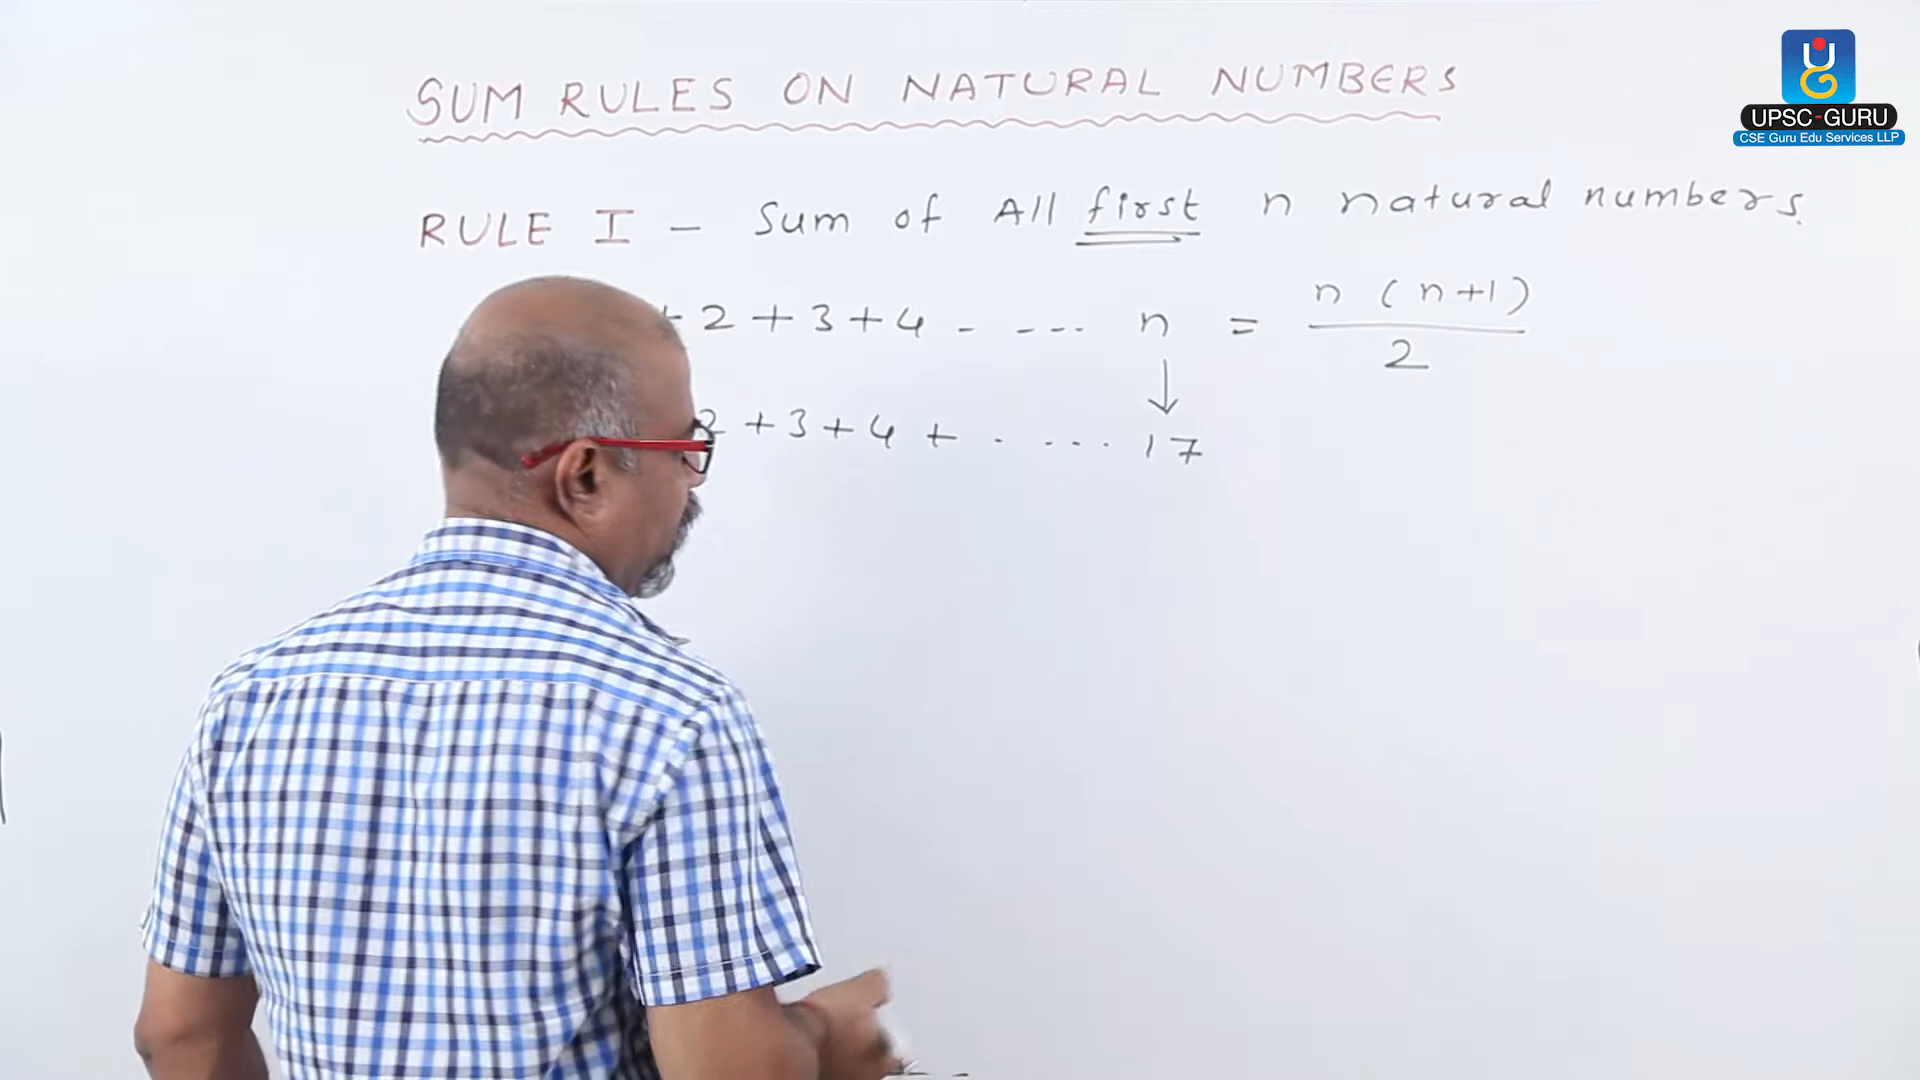 SUM RULES ON NATURAL NUMBERS
UPSC-GURU
CSE Guru Edu Services LLP
RULE I - Sum of All first n natural numbers.
+ 2 + 3 + 4 - --- n = n (n+1) / 2
↓
2 + 3 + 4 + . ... 17